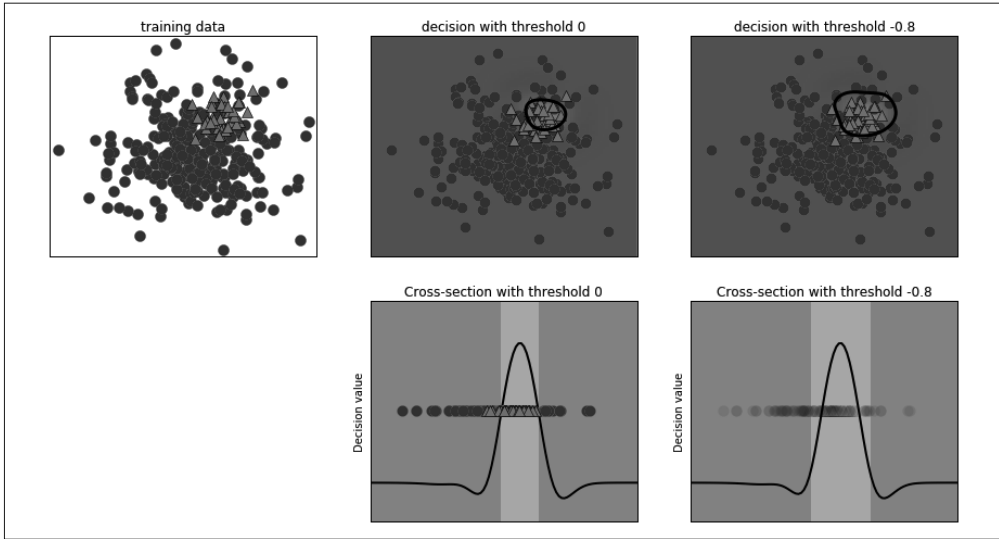 training data
decision with threshold 0
decision with threshold -0.8
Cross-section with threshold 0
Cross-section with threshold -0.8
Decision value
Decision value